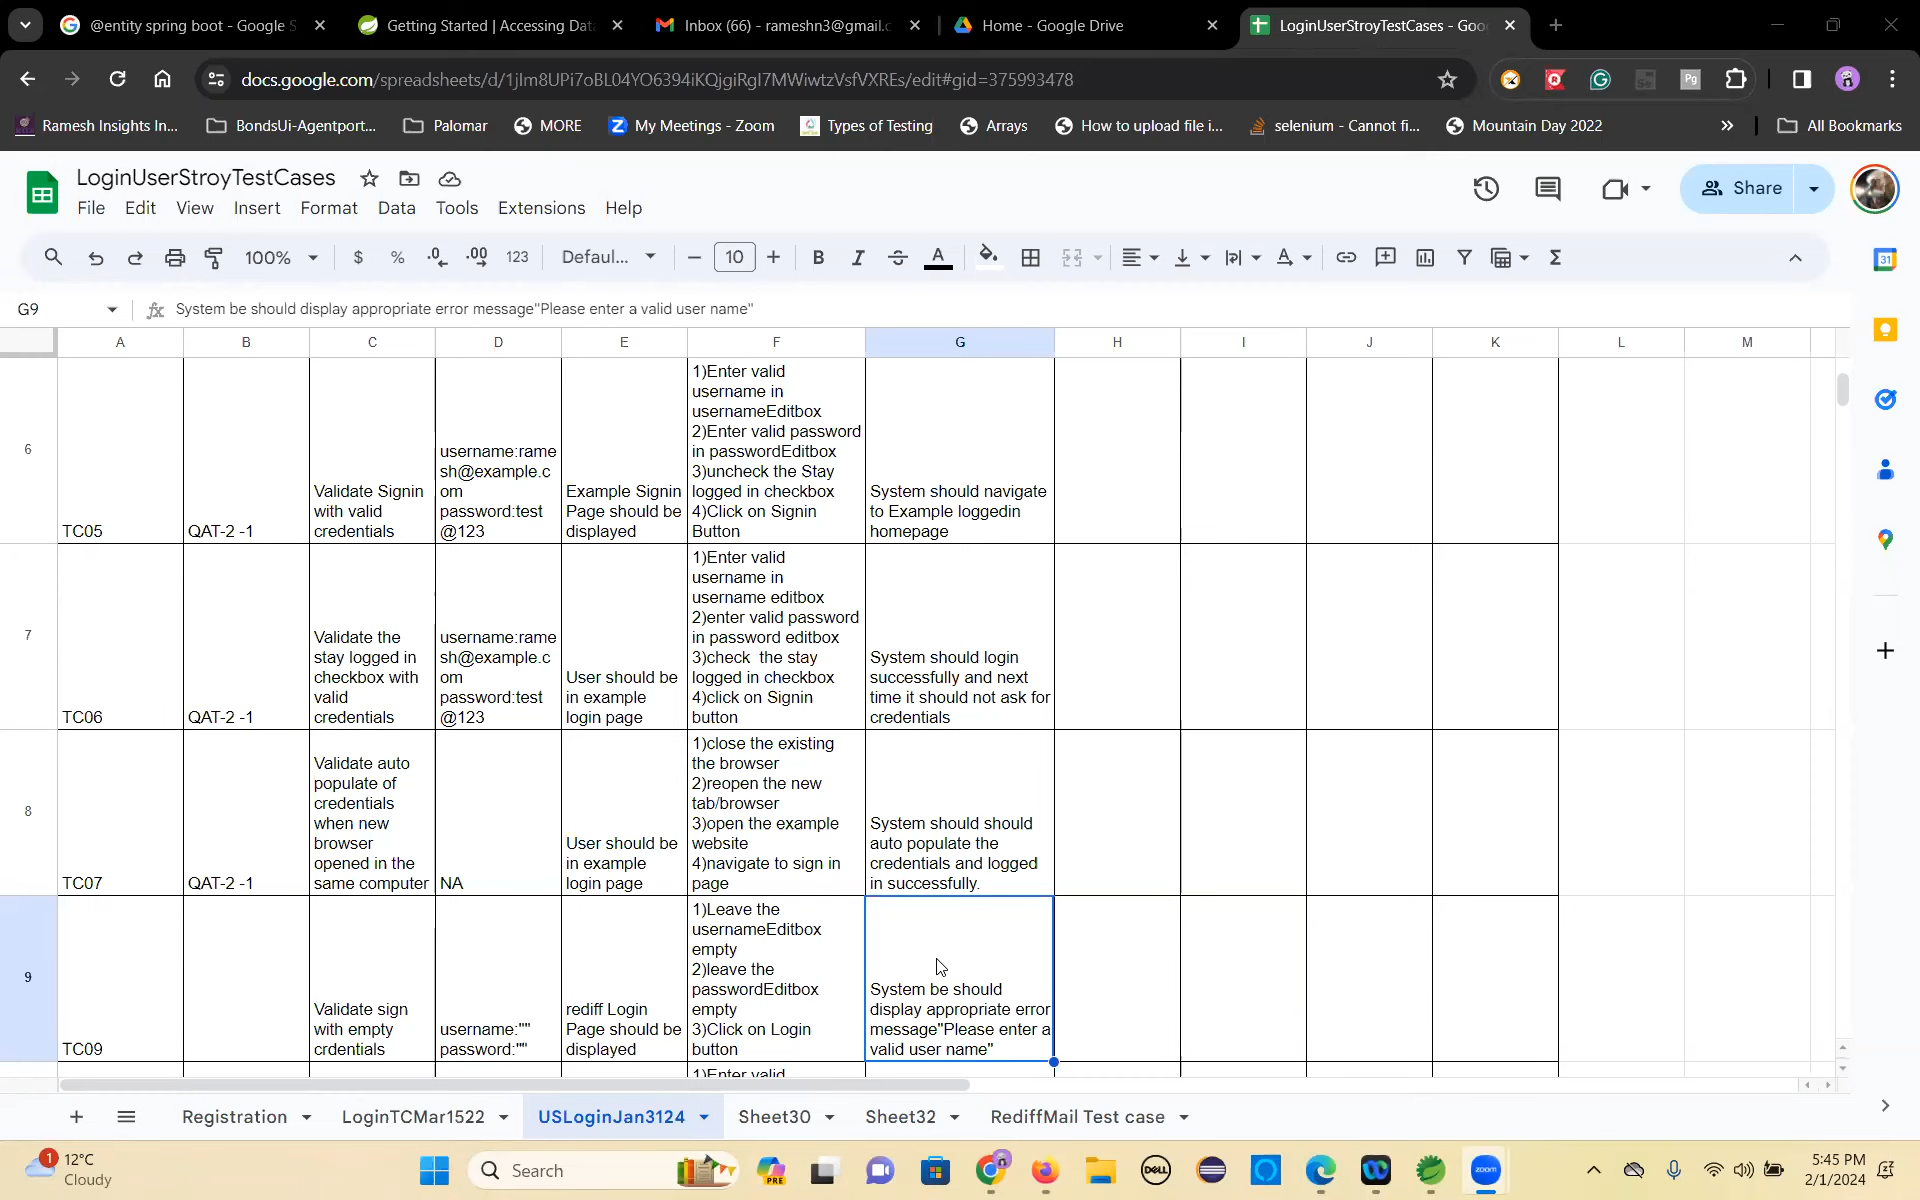 @entity spring boot - Google S
Getting Started | Accessing Dat
Inbox (66) - rameshn3@gmail.c
Home - Google Drive
LoginUserStroyTestCases - Goo
docs.google.com/spreadsheets/d/1jIm8UPi7oBL04YO6394iKQjgiRgI7MWiwtzVsfVXREs/edit#gid=375993478
Ramesh Insights In...
BondsUi-Agentport...
Palomar
MORE
My Meetings - Zoom
Types of Testing
Arrays
How to upload file i...
selenium - Cannot fi...
Mountain Day 2022
All Bookmarks
LoginUserStroyTestCases
File Edit View Insert Format Data Tools Extensions Help
Share
31
100%
$ % .0 .00 123
Defaul...
10
B I A
G9
System be should display appropriate error message"Please enter a valid user name"
A B C D E F G H I J K L M
6
TC05
QAT-2 -1
Validate Signin
with valid
credentials
username:rame
sh@example.c
om
password:test
@123
Example Signin
Page should be
displayed
1)Enter valid
username in
usernameEditbox
2)Enter valid password
in passwordEditbox
3)uncheck the Stay
logged in checkbox
4)Click on Signin
Button
System should navigate
to Example loggedin
homepage
7
TC06
QAT-2 -1
Validate the
stay logged in
checkbox with
valid
credentials
username:rame
sh@example.c
om
password:test
@123
User should be
in example
login page
1)Enter valid
username in
username editbox
2)enter valid password
in password editbox
3)check  the stay
logged in checkbox
4)click on Signin
button
System should login
successfully and next
time it should not ask for
credentials
8
TC07
QAT-2 -1
Validate auto
populate of
credentials
when new
browser
opened in the
same computer
NA
User should be
in example
login page
1)close the existing
the browser
2)reopen the new
tab/browser
3)open the example
website
4)navigate to sign in
page
System should should
auto populate the
credentials and logged
in successfully.
9
TC09
Validate sign
with empty
crdentials
username:""
password:""
rediff Login
Page should be
displayed
1)Leave the
usernameEditbox
empty
2)leave the
passwordEditbox
empty
3)Click on Login
button
System be should
display appropriate error
message"Please enter a
valid user name"
1)Enter valid
Registration
LoginTCMar1522
USLoginJan3124
Sheet30
Sheet32
RediffMail Test case
1
12°C
Cloudy
Search
PRE
DELL
zoom
5:45 PM
2/1/2024